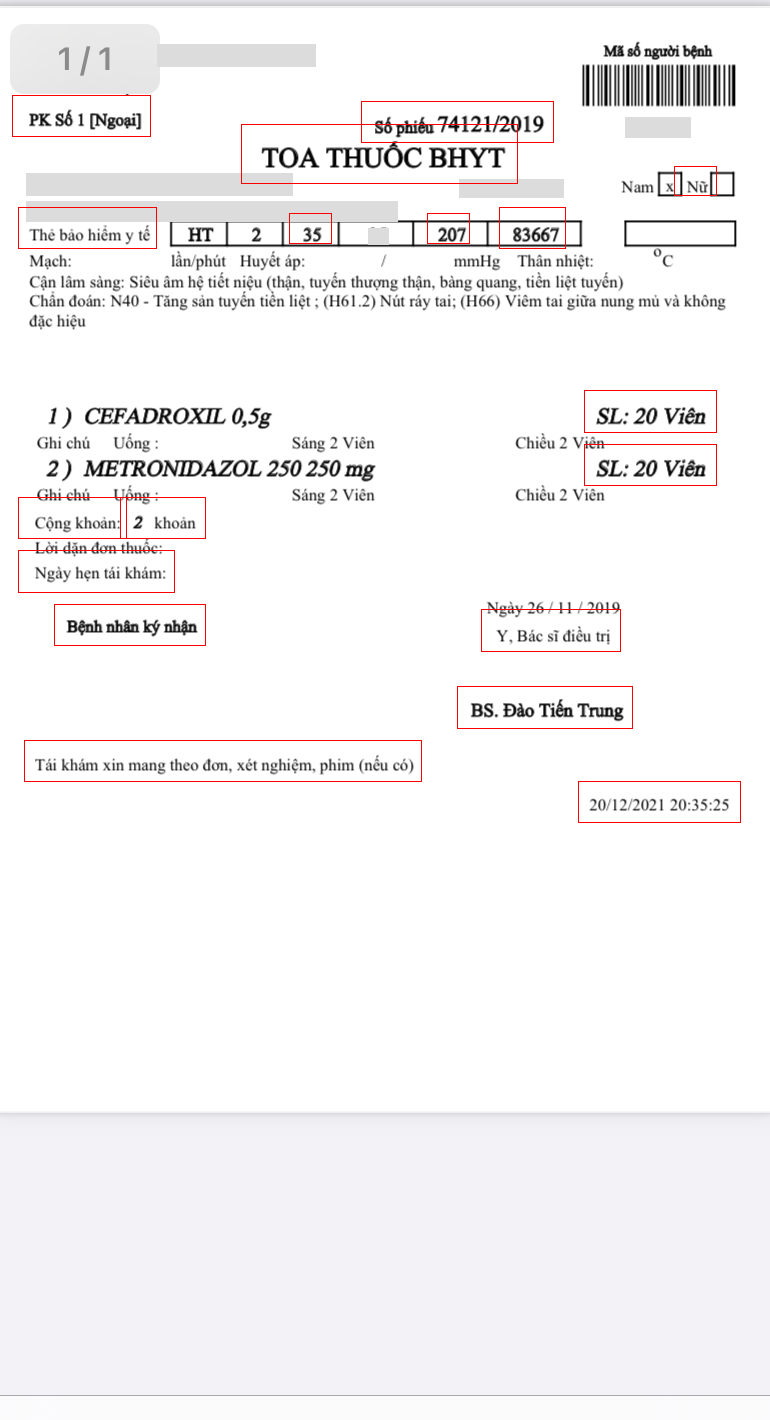 1/1
Mã số người bệnh
PK Số 1 [Ngoại]
Số phiếu 74121/2019
TOA THUỐC BHYT
Nam x Nữ
Thẻ bảo hiểm y tế HT 2 35 207 83667
Mạch: lần/phút Huyết áp: / mmHg Thân nhiệt: °C
Cận lâm sàng: Siêu âm hệ tiết niệu (thận, tuyến thượng thận, bàng quang, tiền liệt tuyến)
Chẩn đoán: N40 - Tăng sản tuyến tiền liệt ; (H61.2) Nút ráy tai; (H66) Viêm tai giữa nung mủ và không
đặc hiệu
1 ) CEFADROXIL 0,5g SL: 20 Viên
Ghi chú Uống : Sáng 2 Viên Chiều 2 Viên
2 ) METRONIDAZOL 250 250 mg SL: 20 Viên
Ghi chú Uống : Sáng 2 Viên Chiều 2 Viên
Cộng khoản: 2 khoản
Lời dặn đơn thuốc:
Ngày hẹn tái khám:
Ngày 26 / 11 / 2019
Bệnh nhân ký nhận Y, Bác sĩ điều trị
BS. Đào Tiến Trung
Tái khám xin mang theo đơn, xét nghiệm, phim (nếu có)
20/12/2021 20:35:25